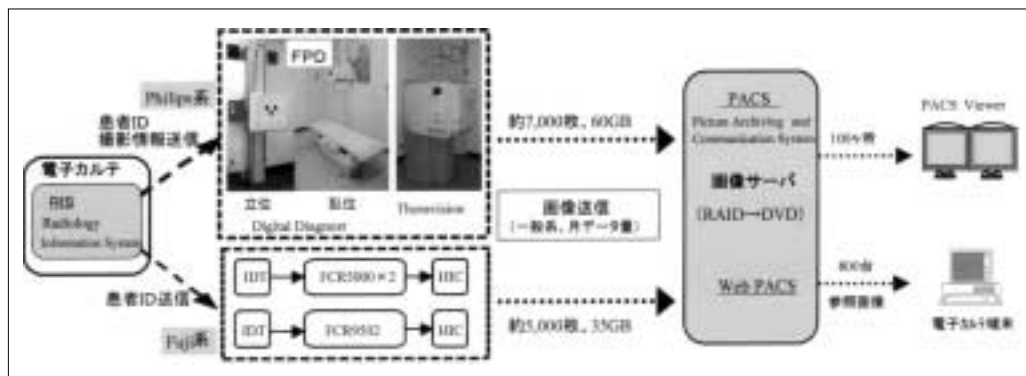 FPD
Philips系
患者ID
撮影情報送信
電子カルテ
RIS
Radiology
Information System
立位
臥位
Thoravision
Digital Diagnost
約7,000枚、60GB
画像送信
(一般系、月データ量)
PACS
Picture Archiving and
Communication System
画像サーバ
(RAID→DVD)
Web PACS
100ヶ所
PACS Viewer
患者ID送信
Fuji系
IDT
FCR5000×2
HIC
IDT
FCR9502
HIC
約5,000枚、35GB
800台
参照画像
電子カルテ端末